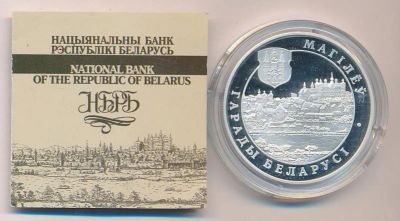 НАЦЫЯНАЛЬНЫ БАНК
РЭСПУБЛІКІ БЕЛАРУСЬ
NATIONAL BANK
OF THE REPUBLIC OF BELARUS
НБРБ
МАГІЛЁЎ
ГАРАДЫ БЕЛАРУСІ